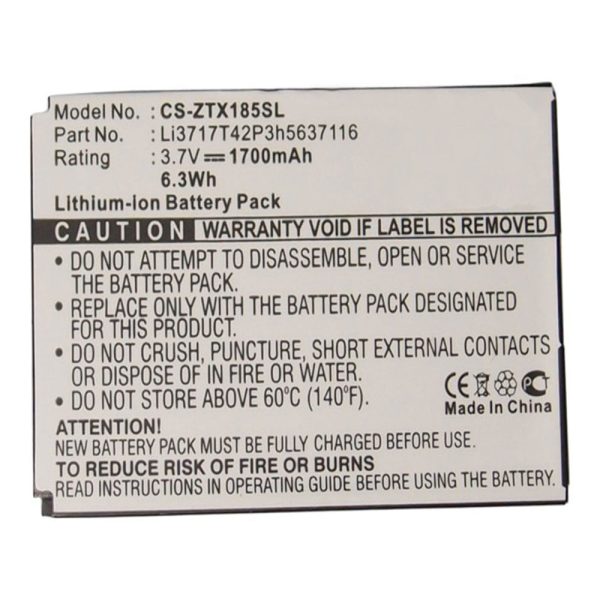 Model No. : CS-ZTX185SL
Part No. : Li3717T42P3h5637116
Rating : 3.7V 1700mAh
6.3Wh
Lithium-ion Battery Pack
CAUTION WARRANTY VOID IF LABEL IS REMOVED
• DO NOT ATTEMPT TO DISASSEMBLE, OPEN OR SERVICE
THE BATTERY PACK.
• REPLACE ONLY WITH THE BATTERY PACK DESIGNATED
FOR THIS PRODUCT.
• DO NOT CRUSH, PUNCTURE, SHORT EXTERNAL CONTACTS
OR DISPOSE OF IN FIRE OR WATER.
• DO NOT STORE ABOVE 60°C (140°F).
CE PCT
Made In China
ATTENTION!
NEW BATTERY PACK MUST BE FULLY CHARGED BEFORE USE.
TO REDUCE RISK OF FIRE OR BURNS
READ INSTRUCTIONS IN OPERATING GUIDE BEFORE USING THE BATTERY.